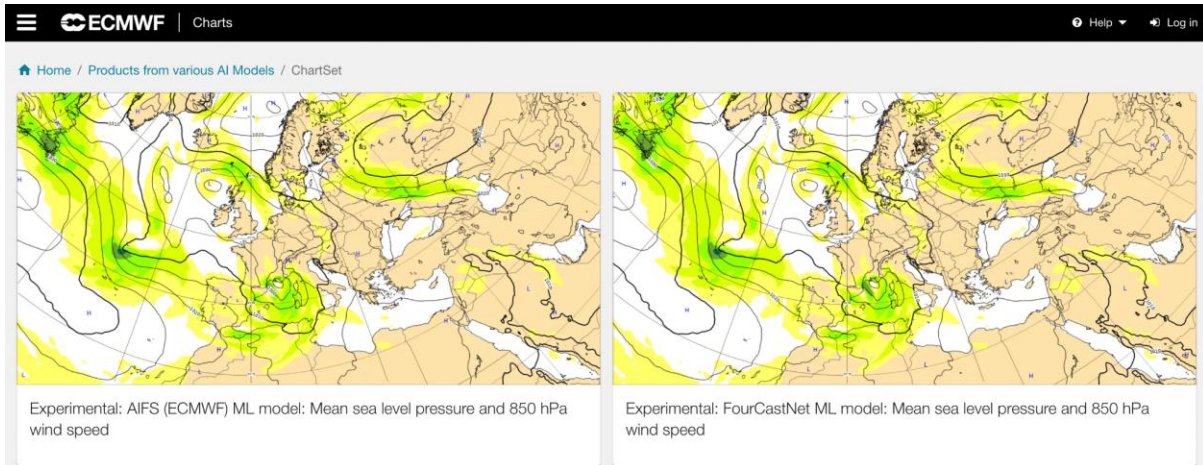 ECMWF Charts Help Log in
Home / Products from various AI Models / ChartSet
Experimental: AIFS (ECMWF) ML model: Mean sea level pressure and 850 hPa
wind speed
Experimental: FourCastNet ML model: Mean sea level pressure and 850 hPa
wind speed